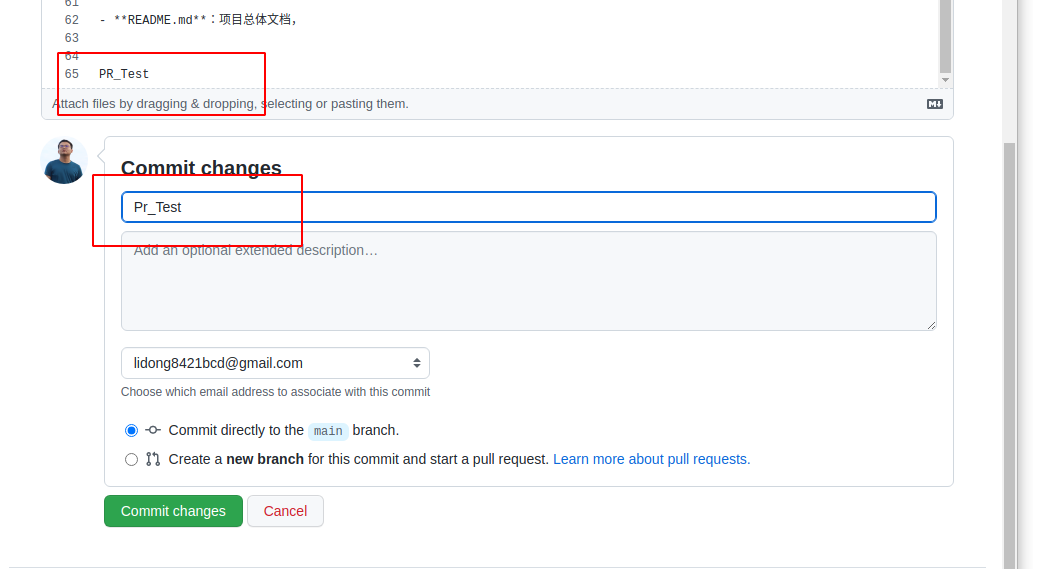 61
62 - **README.md**：项目总体文档，
63
64
65 PR_Test
Attach files by dragging & dropping, selecting or pasting them.
Commit changes
Pr_Test
Add an optional extended description…
lidong8421bcd@gmail.com
Choose which email address to associate with this commit
Commit directly to the main branch.
Create a new branch for this commit and start a pull request. Learn more about pull requests.
Commit changes Cancel